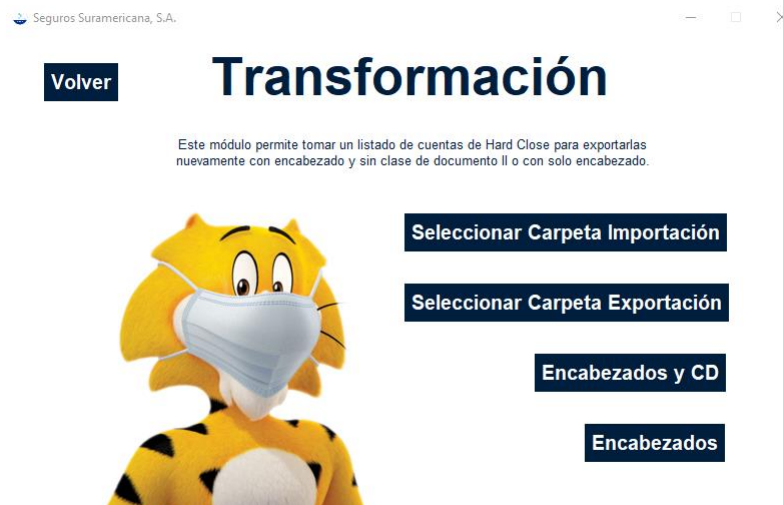 Seguros Suramericana, S.A.
Volver
Transformación
Este módulo permite tomar un listado de cuentas de Hard Close para exportarlas
nuevamente con encabezado y sin clase de documento II o con solo encabezado.
Seleccionar Carpeta Importación
Seleccionar Carpeta Exportación
Encabezados y CD
Encabezados